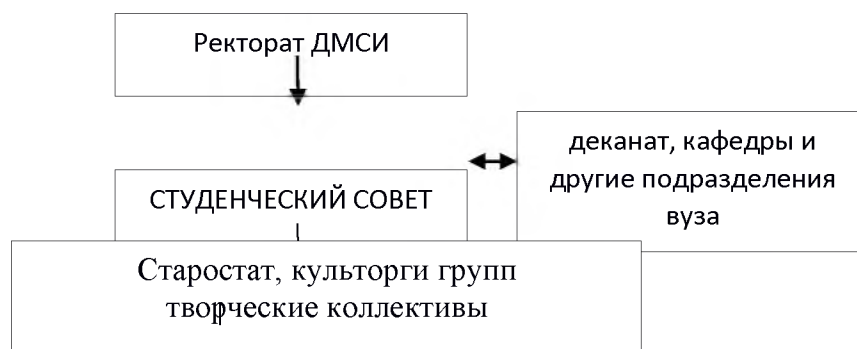 Ректорат ДМСИ
деканат, кафедры и
другие подразделения
вуза
СТУДЕНЧЕСКИЙ СОВЕТ
Старостат, культорги групп
творческие коллективы